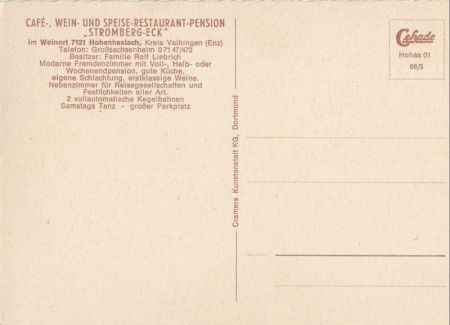 CAFÉ-, WEIN- UND SPEISE-RESTAURANT-PENSION
„STROMBERG-ECK"
im Weinort 7121 Hohenhaslach, Kreis Vaihingen (Enz)
Telefon: Großsachsenheim 07147/473
Besitzer: Familie Rolf Liebrich
Moderne Fremdenzimmer mit Voll-, Halb- oder
Wochenendpension, gute Küche,
eigene Schlachtung, erstklassige Weine.
Nebenzimmer für Reisegesellschaften und
Festlichkeiten aller Art.
2 vollautomatische Kegelbahnen
Samstags Tanz - großer Parkplatz
Cramers Kunstanstalt KG, Dortmund
Cekade
Hohas 01
66/5